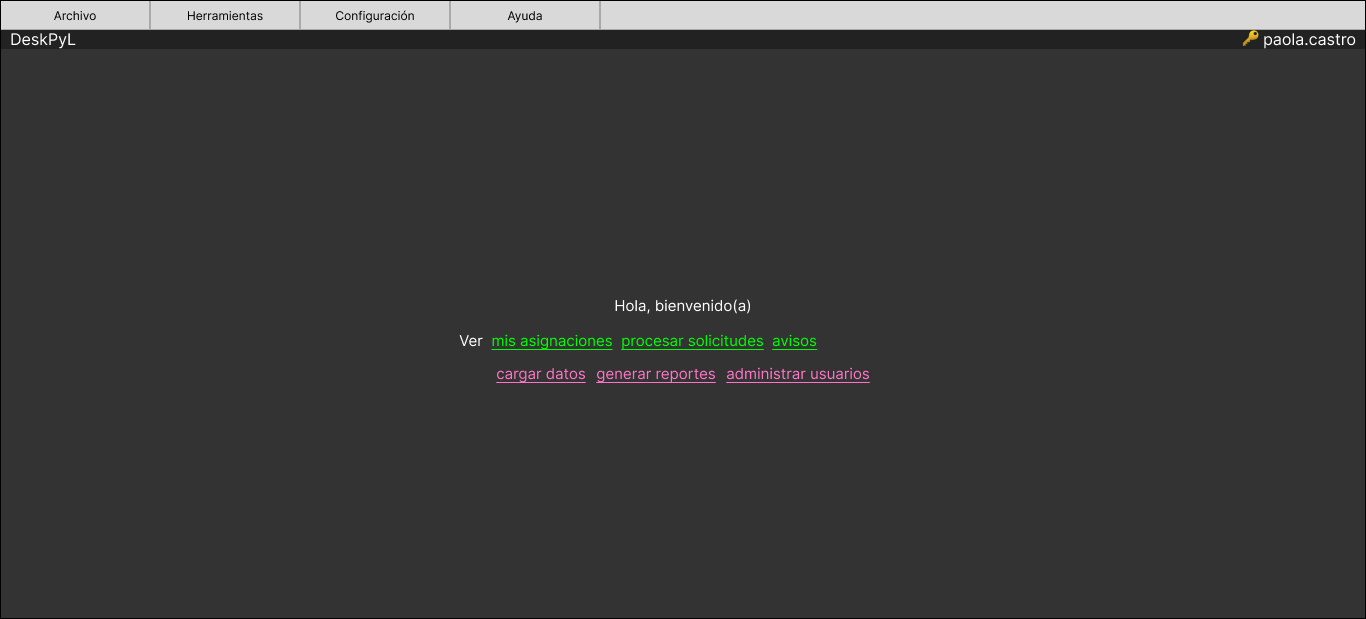 Archivo Herramientas Configuración Ayuda
DeskPyL paola.castro
Hola, bienvenido(a)
Ver mis asignaciones procesar solicitudes avisos
cargar datos generar reportes administrar usuarios